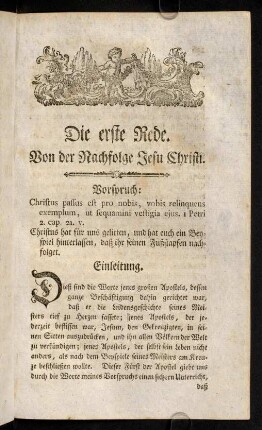 Die erste Rede.
Von der Nachfolge Jesu Christi.
Vorspruch:
Christus passus est pro nobis, vobis relinquens
exemplum, ut sequamini vestigia ejus. 1 Petri
2. cap. 21. v.
Christus hat für uns gelitten, und hat euch ein Bey-
spiel hinterlassen, daß ihr seinen Fußstapfen nach-
folget.
Einleitung.
Dieß sind die Worte jenes großen Apostels, dessen
ganze Beschäftigung dahin gerichtet war,
daß er die Leidensgeschichte seines Mei-
sters tief zu Herzen fassete; jenes Apostels, der je-
derzeit beflissen war, Jesum, den Gekreuzigten, in sei-
nen Sitten auszudrücken, und ihn allen Völkern der Welt
zu verkündigen; jenes Apostels, der selbst sein Leben nicht
anders, als nach dem Beyspiele seines Meisters am Kreu-
ze beschliessen wollte. Dieser Fürst der Apostel giebt uns
durch die Worte meines Vorspruchs einen sichern Unterricht,
daß